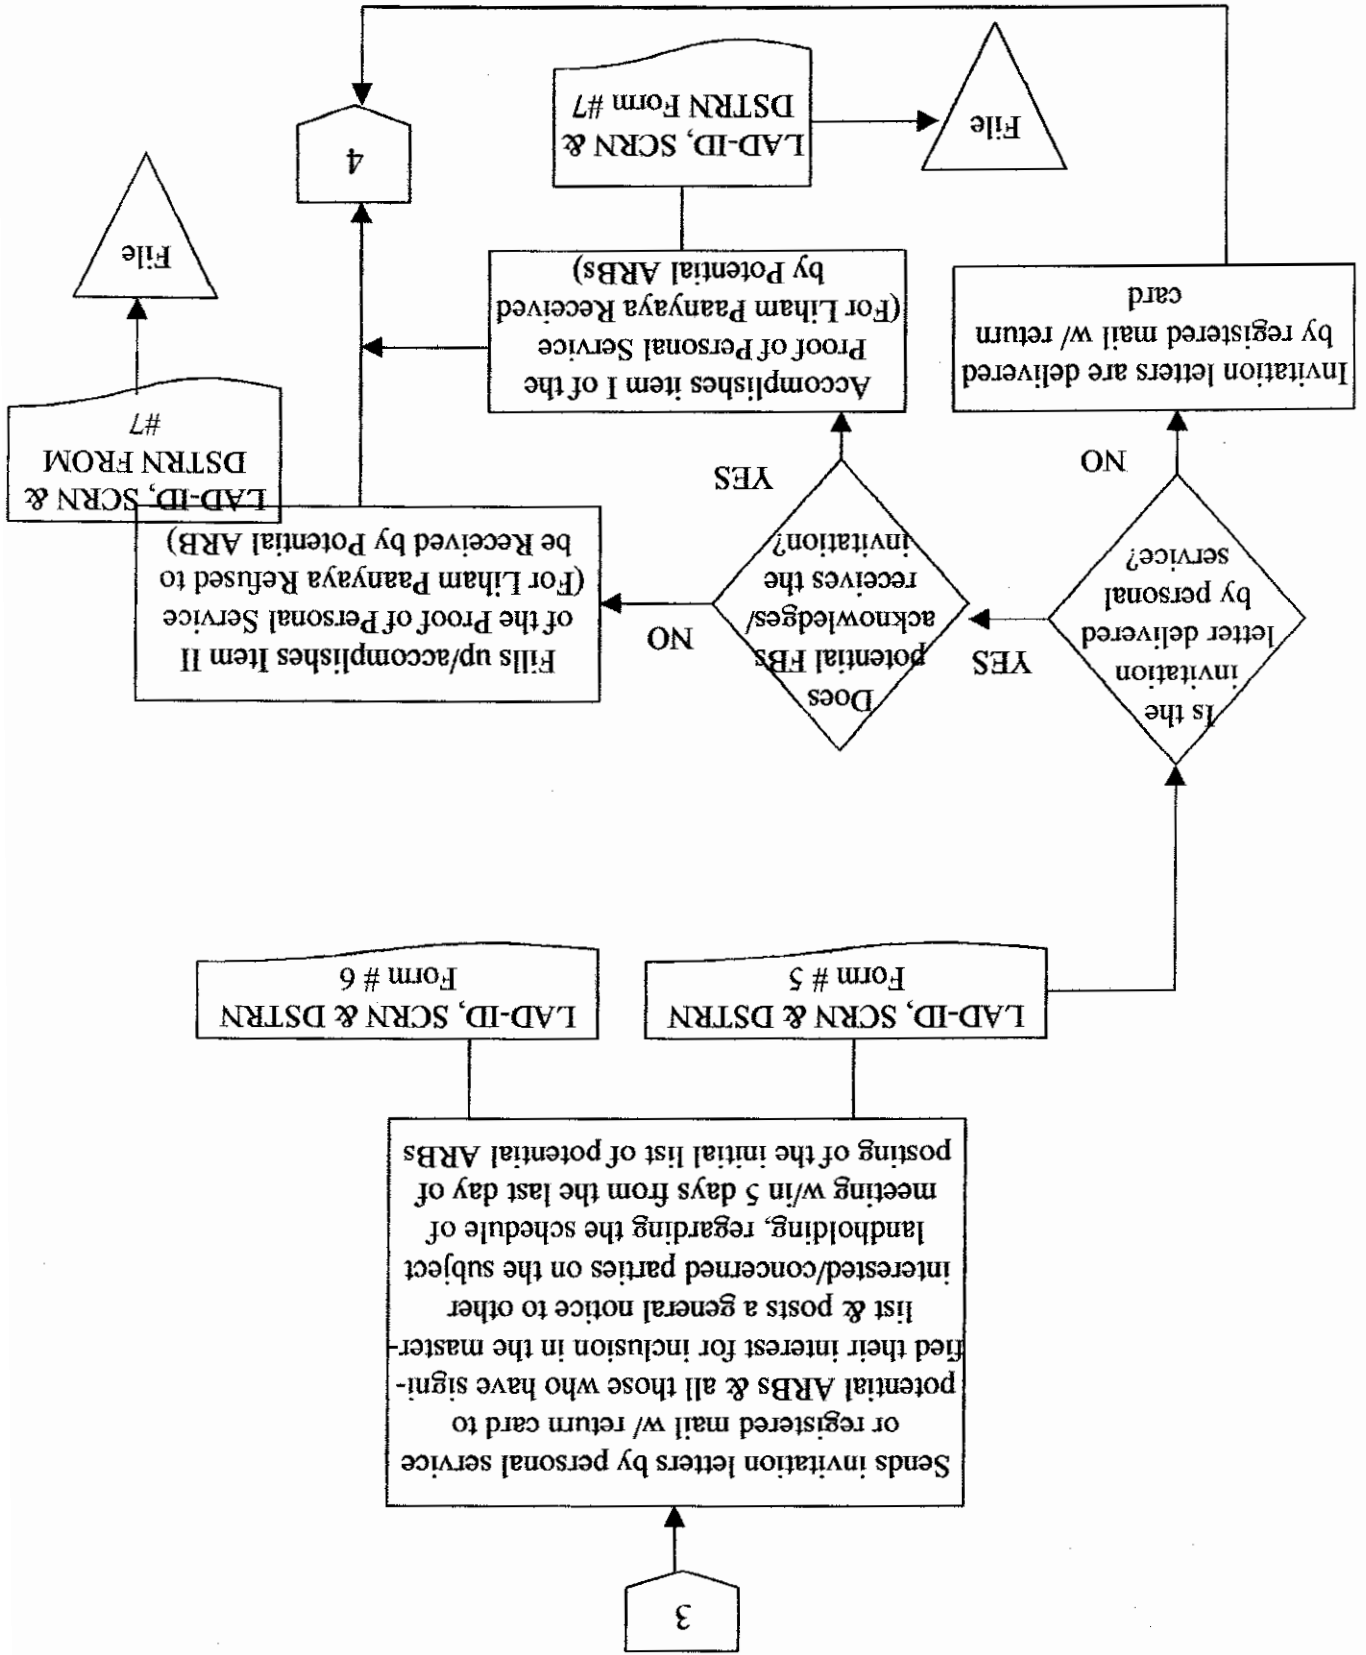 3
Sends invitation letters by personal service
or registered mail w/ return card to
potential ARBs & all those who have signi-
fied their interest for inclusion in the master-
list & posts a general notice to other
interested/concerned parties on the subject
landholding, regarding the schedule of
meeting w/in 5 days from the last day of
posting of the initial list of potential ARBs
LAD-ID, SCRN & DSTRN
Form # 5
LAD-ID, SCRN & DSTRN
Form # 6
Is the
invitation
letter delivered
by personal
service?
YES
NO
Does
potential FBs
acknowledges/
receives the
invitation?
NO
YES
Fills up/accomplishes Item II
of the Proof of Personal Service
(For Liham Paanyaya Refused to
be Received by Potential ARB)
LAD-ID, SCRN &
DSTRN FROM
#7
File
Invitation letters are delivered
by registered mail w/ return
card
Accomplishes item I of the
Proof of Personal Service
(For Liham Paanyaya Received
by Potential ARBs)
LAD-ID, SCRN &
DSTRN Form #7
File
4